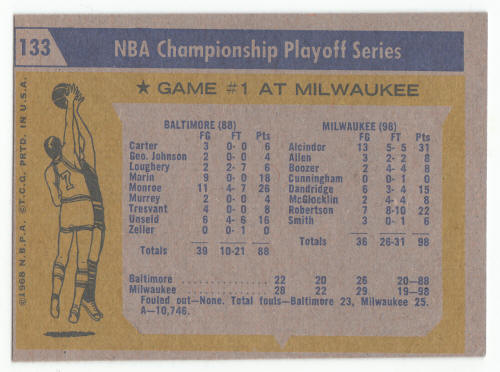 133
NBA Championship Playoff Series
★ GAME #1 AT MILWAUKEE
BALTIMORE (88)
FG FT Pts
Carter 3 0- 0 6
Geo. Johnson 2 0- 0 4
Loughery 2 2- 7 6
Marin 9 0- 0 18
Monroe 11 4- 7 26
Murrey 2 0- 0 4
Tresvant 4 0- 0 8
Unseld 6 4- 6 16
Zeller 0 0- 1 0
Totals 39 10-21 88
MILWAUKEE (98)
FG FT Pts
Alcindor 13 5- 5 31
Allen 3 2- 2 8
Boozer 2 4- 4 8
Cunningham 0 0- 1 0
Dandridge 6 3- 4 15
McGlocklin 2 4- 4 8
Robertson 7 8-10 22
Smith 3 0- 1 6
Totals 36 26-31 98
Baltimore 22 20 26 20—88
Milwaukee 28 22 29 19-98
Fouled out—None. Total fouls—Baltimore 23, Milwaukee 25.
A—10,746.
©1968 N.B.P.A. ©T.C.G. PRTD. IN U.S.A.
1